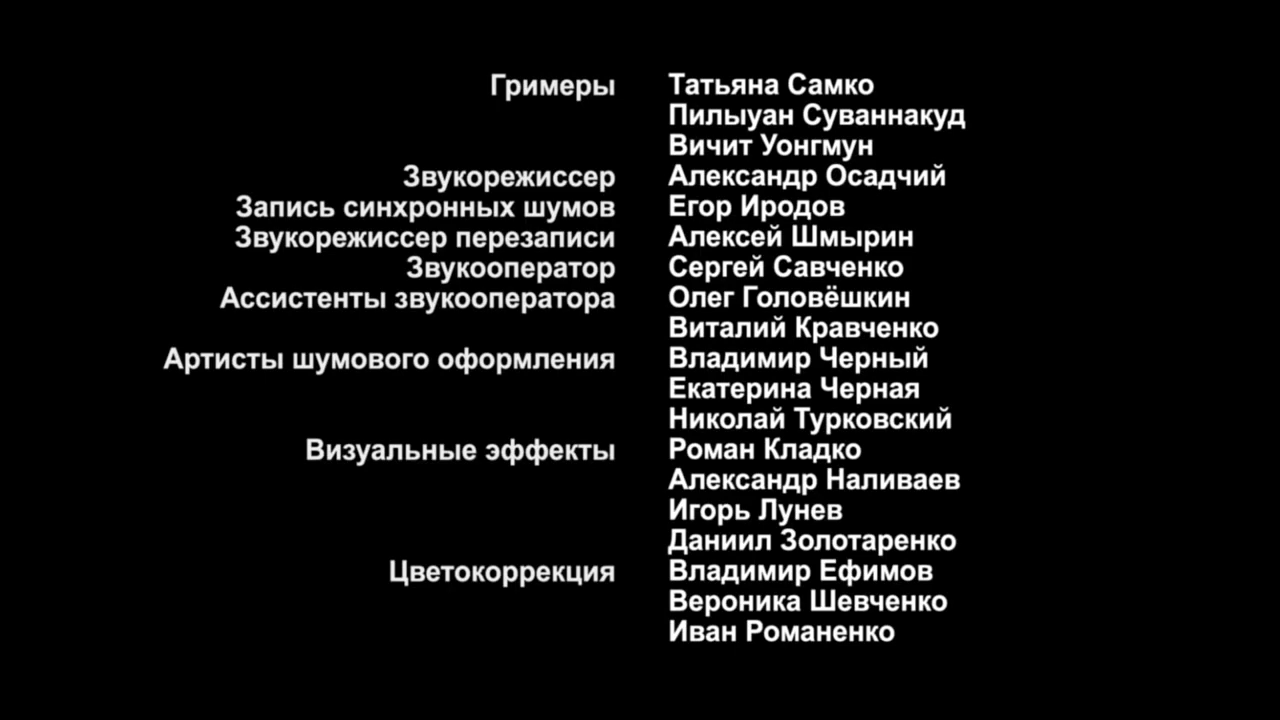 Гримеры Татьяна Самко
Пилыуан Суваннакуд
Вичит Уонгмун
Звукорежиссер Александр Осадчий
Запись синхронных шумов Егор Иродов
Звукорежиссер перезаписи Алексей Шмырин
Звукооператор Сергей Савченко
Ассистенты звукооператора Олег Головёшкин
Виталий Кравченко
Артисты шумового оформления Владимир Черный
Екатерина Черная
Николай Турковский
Визуальные эффекты Роман Кладко
Александр Наливаев
Игорь Лунев
Даниил Золотаренко
Цветокоррекция Владимир Ефимов
Вероника Шевченко
Иван Романенко